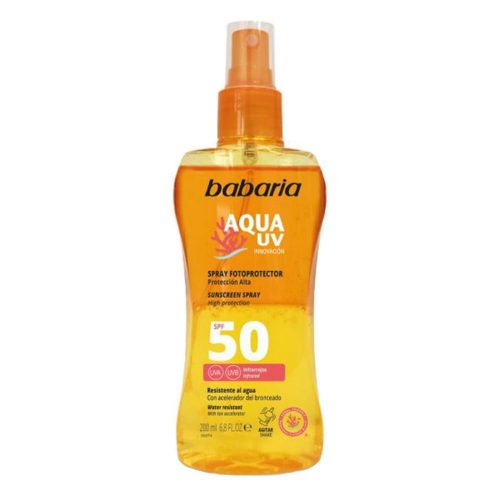 babaria
AQUA
UV
INNOVACIÓN
SPRAY FOTOPROTECTOR
Protección Alta
SUNSCREEN SPRAY
High protection
SPF
50
UVA UVB Infrarrojos
Infrared
Resistente al agua
Con acelerador del bronceado
Water resistant
With tan accelerator
200 ml 6,8 FL.OZ ℮
AGITAR
SHAKE